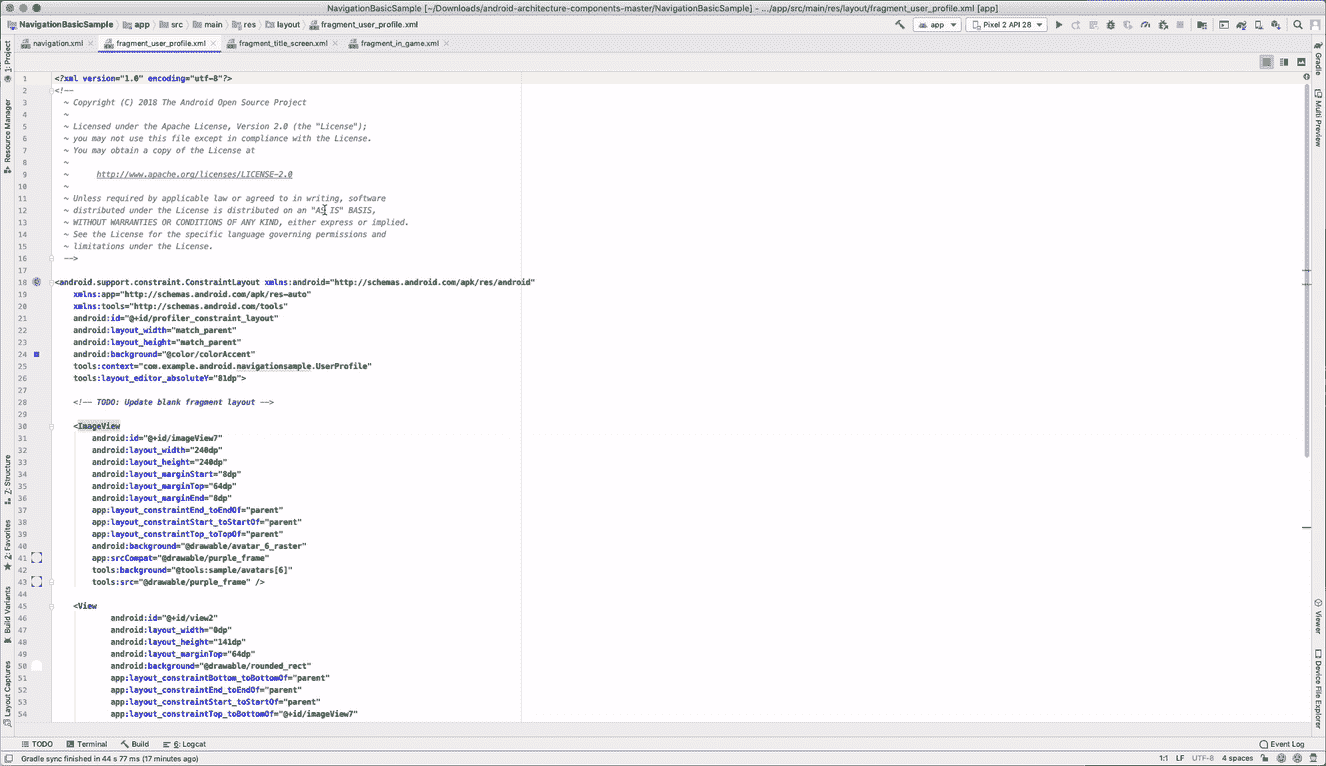 NavigationBasicSample [~/Downloads/android-architecture-components-master/NavigationBasicSample] - .../app/src/main/res/layout/fragment_user_profile.xml [app]
NavigationBasicSample app src main res layout fragment_user_profile.xml app Pixel 2 API 28
navigation.xml fragment_user_profile.xml fragment_title_screen.xml fragment_in_game.xml
1: Project
Resource Manager
Z: Structure
2: Favorites
Build Variants
Layout Captures
1 <?xml version="1.0" encoding="utf-8"?>
2 <!--
3 ~ Copyright (C) 2018 The Android Open Source Project
4 ~
5 ~ Licensed under the Apache License, Version 2.0 (the "License");
6 ~ you may not use this file except in compliance with the License.
7 ~ You may obtain a copy of the License at
8 ~
9 ~ http://www.apache.org/licenses/LICENSE-2.0
10 ~
11 ~ Unless required by applicable law or agreed to in writing, software
12 ~ distributed under the License is distributed on an "AS IS" BASIS,
13 ~ WITHOUT WARRANTIES OR CONDITIONS OF ANY KIND, either express or implied.
14 ~ See the License for the specific language governing permissions and
15 ~ limitations under the License.
16 -->
17
18 <android.support.constraint.ConstraintLayout xmlns:android="http://schemas.android.com/apk/res/android"
19 xmlns:app="http://schemas.android.com/apk/res-auto"
20 xmlns:tools="http://schemas.android.com/tools"
21 android:id="@+id/profiler_constraint_layout"
22 android:layout_width="match_parent"
23 android:layout_height="match_parent"
24 android:background="@color/colorAccent"
25 tools:context="com.example.android.navigationsample.UserProfile"
26 tools:layout_editor_absoluteY="81dp">
27
28 <!-- TODO: Update blank fragment layout -->
29
30 <ImageView
31 android:id="@+id/imageView7"
32 android:layout_width="240dp"
33 android:layout_height="240dp"
34 android:layout_marginStart="8dp"
35 android:layout_marginTop="64dp"
36 android:layout_marginEnd="8dp"
37 app:layout_constraintEnd_toEndOf="parent"
38 app:layout_constraintStart_toStartOf="parent"
39 app:layout_constraintTop_toTopOf="parent"
40 android:background="@drawable/avatar_6_raster"
41 app:srcCompat="@drawable/purple_frame"
42 tools:background="@tools:sample/avatars[6]"
43 tools:src="@drawable/purple_frame" />
44
45 <View
46 android:id="@+id/view2"
47 android:layout_width="0dp"
48 android:layout_height="141dp"
49 android:layout_marginTop="64dp"
50 android:background="@drawable/rounded_rect"
51 app:layout_constraintBottom_toBottomOf="parent"
52 app:layout_constraintEnd_toEndOf="parent"
53 app:layout_constraintStart_toStartOf="parent"
54 app:layout_constraintTop_toBottomOf="@+id/imageView7"
Gradle
Multi Preview
Viewer
Device File Explorer
TODO Terminal Build 6: Logcat Event Log
Gradle sync finished in 44 s 77 ms (17 minutes ago) 1:1 LF UTF-8 4 spaces